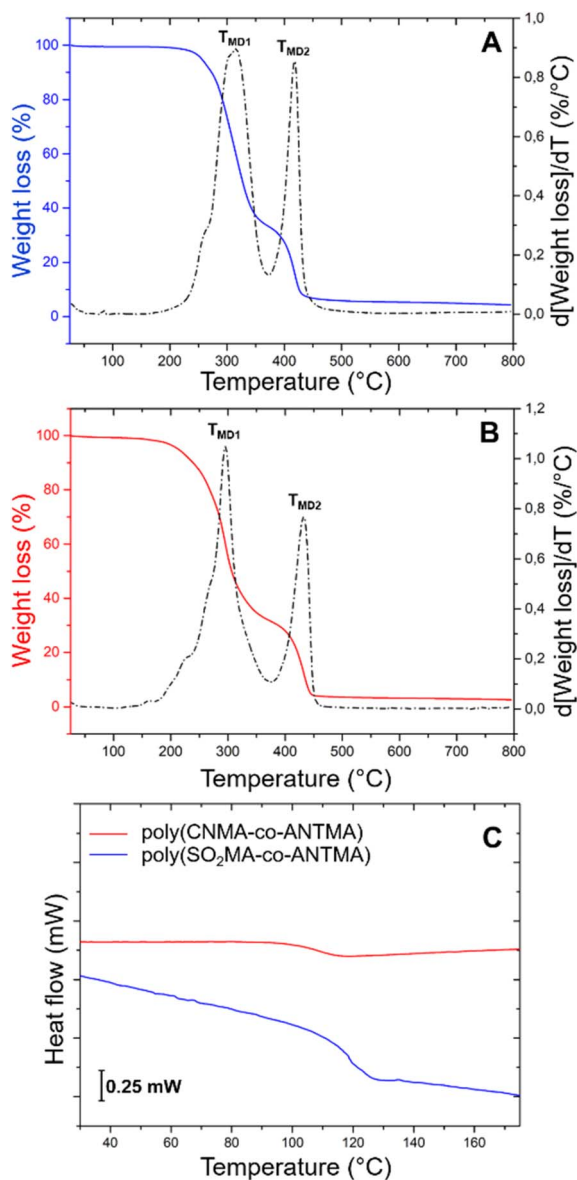 A
T_MD1 T_MD2
Weight loss (%)
100
80
60
40
20
0
1,0
0,8
0,6
0,4
0,2
0,0
d[Weight loss]/dT (%/°C)
100 200 300 400 500 600 700 800
Temperature (°C)
B
T_MD1
T_MD2
Weight loss (%)
100
80
60
40
20
0
1,2
1,0
0,8
0,6
0,4
0,2
0,0
d[Weight loss]/dT (%/°C)
100 200 300 400 500 600 700 800
Temperature (°C)
poly(CNMA-co-ANTMA) C
poly(SO₂MA-co-ANTMA)
Heat flow (mW)
0.25 mW
40 60 80 100 120 140 160
Temperature (°C)